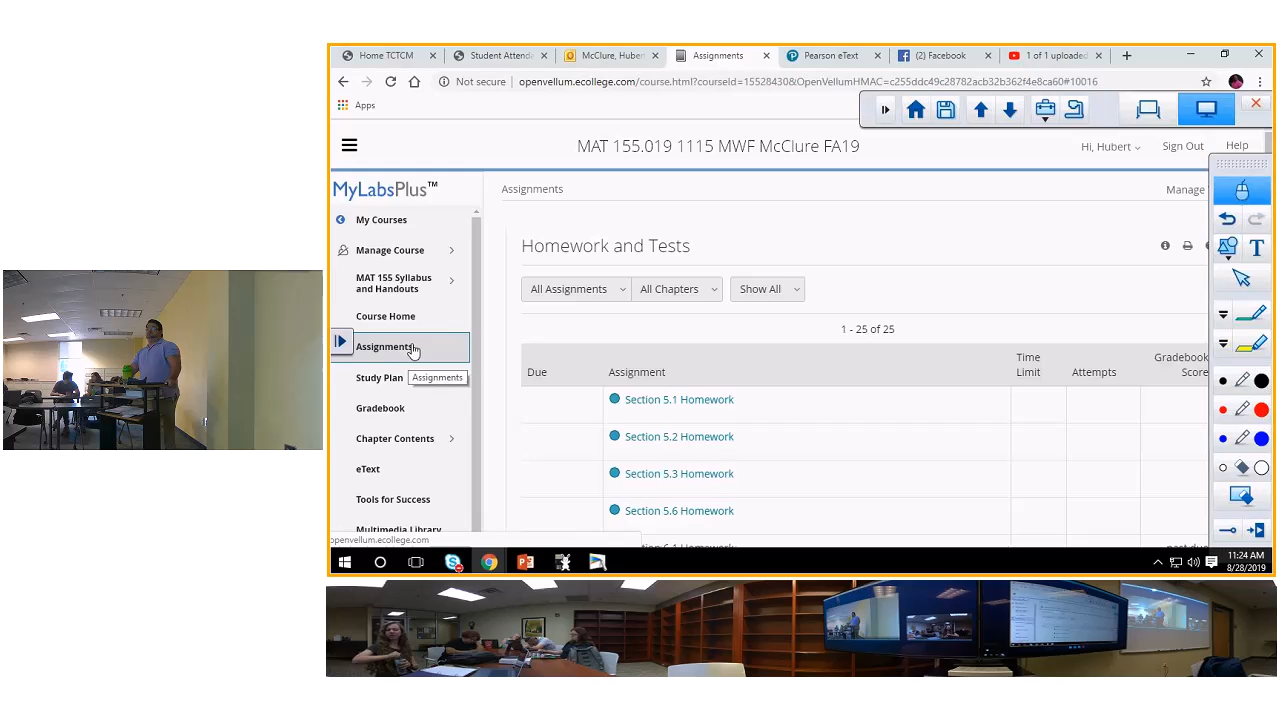 Home TCTCM
Student Attenda
McClure, Hubert
Assignments
Pearson eText
(2) Facebook
1 of 1 uploaded
Not secure openvellum.ecollege.com/course.html?courseId=15528430&OpenVellumHMAC=c255ddc49c28782acb32b362f4e8ca60#10016
Apps
MAT 155.019 1115 MWF McClure FA19
Hi, Hubert
Sign Out
Help
MyLabsPlus™
My Courses
Manage Course
MAT 155 Syllabus
and Handouts
Course Home
Assignments
Assignments
Study Plan
Gradebook
Chapter Contents
eText
Tools for Success
Multimedia Library
openvellum.ecollege.com
Assignments
Manage
Homework and Tests
All Assignments
All Chapters
Show All
1 - 25 of 25
Due
Assignment
Time
Limit
Attempts
Gradebook
Score
Section 5.1 Homework
Section 5.2 Homework
Section 5.3 Homework
Section 5.6 Homework
T
11:24 AM
8/28/2019